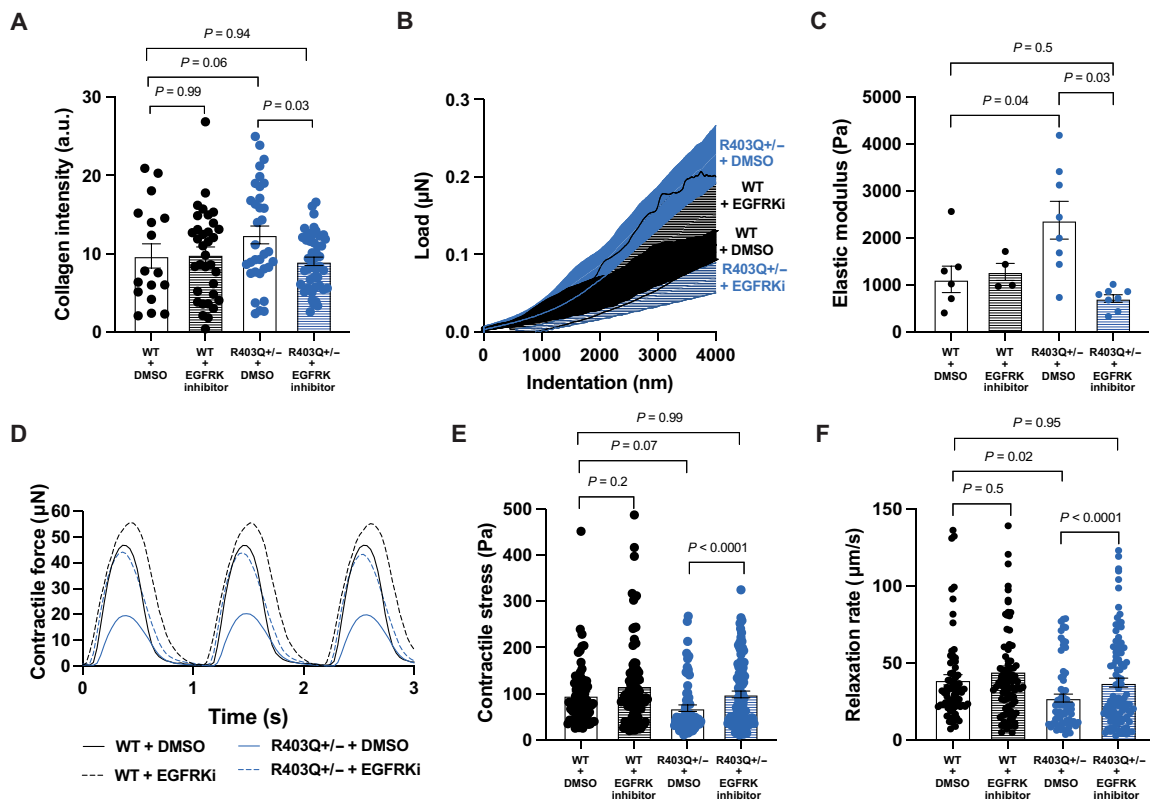 A
P = 0.94
P = 0.06
P = 0.99
P = 0.03
Collagen intensity (a.u.)
30
20
10
0
WT + DMSO
WT + EGFRK inhibitor
R403Q+/− + DMSO
R403Q+/− + EGFRK inhibitor
B
Load (µN)
0.3
0.2
0.1
0.0
R403Q+/− + DMSO
WT + EGFRKi
WT + DMSO
R403Q+/− + EGFRKi
0
1000
2000
3000
4000
Indentation (nm)
C
P = 0.5
P = 0.03
P = 0.04
Elastic modulus (Pa)
5000
4000
3000
2000
1000
0
WT + DMSO
WT + EGFRK inhibitor
R403Q+/− + DMSO
R403Q+/− + EGFRK inhibitor
D
Contractile force (µN)
60
50
40
30
20
10
0
0
1
2
3
Time (s)
WT + DMSO
R403Q+/− + DMSO
WT + EGFRKi
R403Q+/− + EGFRKi
E
P = 0.99
P = 0.07
P = 0.2
P < 0.0001
Contractile stress (Pa)
500
400
300
200
100
0
WT + DMSO
WT + EGFRK inhibitor
R403Q+/− + DMSO
R403Q+/− + EGFRK inhibitor
F
P = 0.95
P = 0.02
P = 0.5
P < 0.0001
Relaxation rate (µm/s)
150
100
50
0
WT + DMSO
WT + EGFRK inhibitor
R403Q+/− + DMSO
R403Q+/− + EGFRK inhibitor